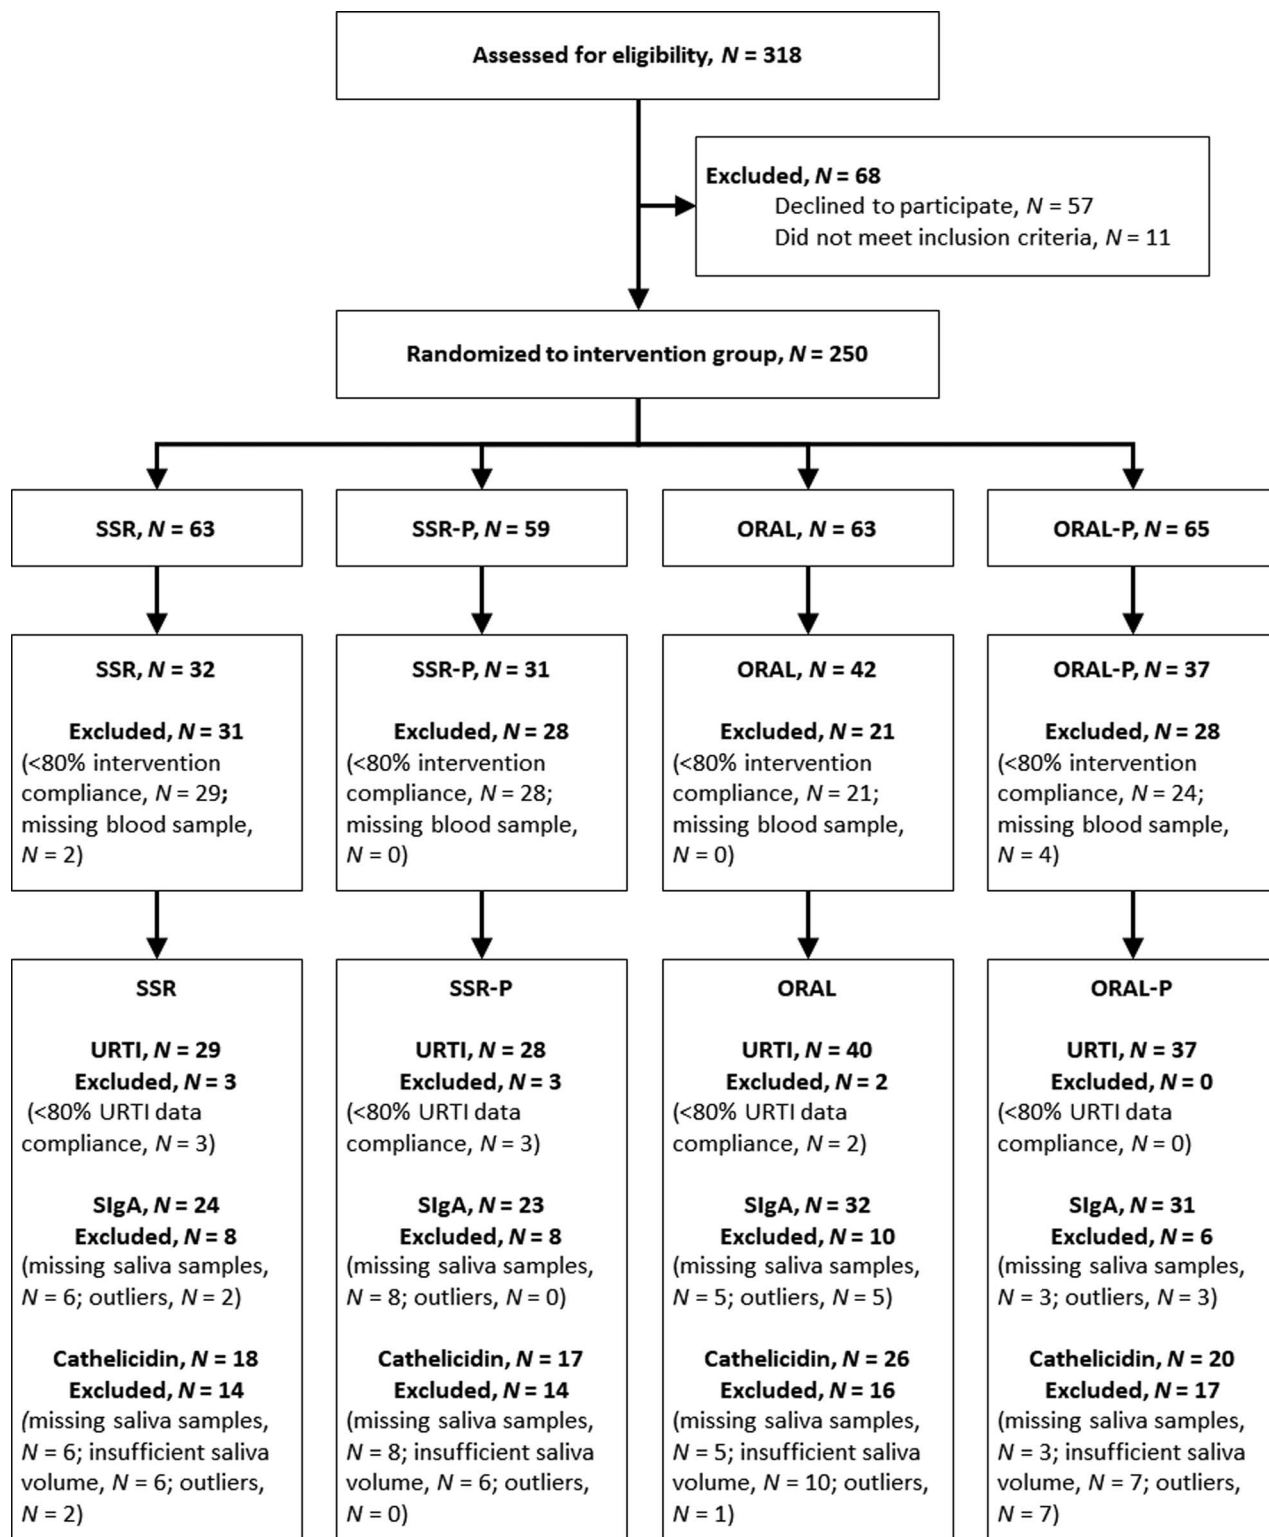 Assessed for eligibility, N = 318
Excluded, N = 68
Declined to participate, N = 57
Did not meet inclusion criteria, N = 11
Randomized to intervention group, N = 250
SSR, N = 63
SSR-P, N = 59
ORAL, N = 63
ORAL-P, N = 65
SSR, N = 32
Excluded, N = 31
(<80% intervention
compliance, N = 29;
missing blood sample,
N = 2)
SSR-P, N = 31
Excluded, N = 28
(<80% intervention
compliance, N = 28;
missing blood sample,
N = 0)
ORAL, N = 42
Excluded, N = 21
(<80% intervention
compliance, N = 21;
missing blood sample,
N = 0)
ORAL-P, N = 37
Excluded, N = 28
(<80% intervention
compliance, N = 24;
missing blood sample,
N = 4)
SSR
URTI, N = 29
Excluded, N = 3
(<80% URTI data
compliance, N = 3)
SIgA, N = 24
Excluded, N = 8
(missing saliva samples,
N = 6; outliers, N = 2)
Cathelicidin, N = 18
Excluded, N = 14
(missing saliva samples,
N = 6; insufficient saliva
volume, N = 6; outliers,
N = 2)
SSR-P
URTI, N = 28
Excluded, N = 3
(<80% URTI data
compliance, N = 3)
SIgA, N = 23
Excluded, N = 8
(missing saliva samples,
N = 8; outliers, N = 0)
Cathelicidin, N = 17
Excluded, N = 14
(missing saliva samples,
N = 8; insufficient saliva
volume, N = 6; outliers,
N = 0)
ORAL
URTI, N = 40
Excluded, N = 2
(<80% URTI data
compliance, N = 2)
SIgA, N = 32
Excluded, N = 10
(missing saliva samples,
N = 5; outliers, N = 5)
Cathelicidin, N = 26
Excluded, N = 16
(missing saliva samples,
N = 5; insufficient saliva
volume, N = 10; outliers,
N = 1)
ORAL-P
URTI, N = 37
Excluded, N = 0
(<80% URTI data
compliance, N = 0)
SIgA, N = 31
Excluded, N = 6
(missing saliva samples,
N = 3; outliers, N = 3)
Cathelicidin, N = 20
Excluded, N = 17
(missing saliva samples,
N = 3; insufficient saliva
volume, N = 7; outliers,
N = 7)